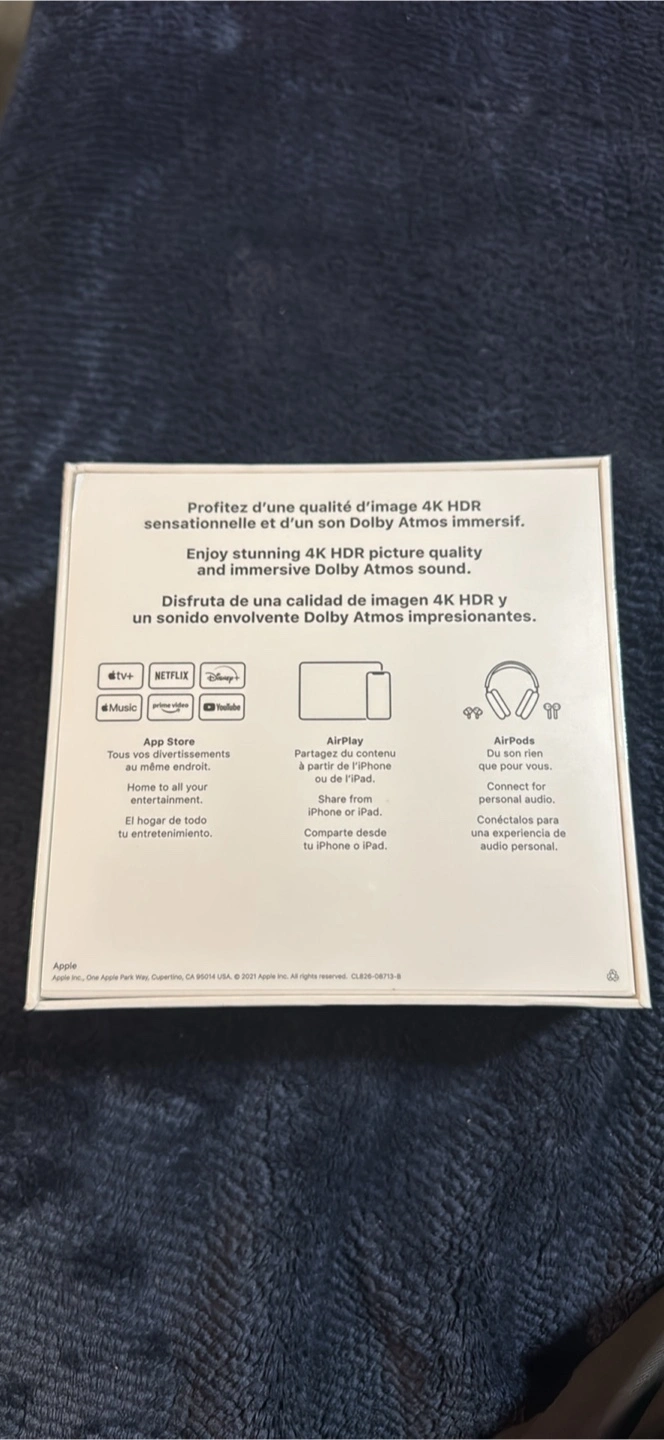 Profitez d’une qualité d’image 4K HDR
sensationnelle et d’un son Dolby Atmos immersif.
Enjoy stunning 4K HDR picture quality
and immersive Dolby Atmos sound.
Disfruta de una calidad de imagen 4K HDR y
un sonido envolvente Dolby Atmos impresionantes.
tv+ NETFLIX Disney+
Music prime video YouTube
App Store
Tous vos divertissements
au même endroit.
Home to all your
entertainment.
El hogar de todo
tu entretenimiento.
AirPlay
Partagez du contenu
à partir de l’iPhone
ou de l’iPad.
Share from
iPhone or iPad.
Comparte desde
tu iPhone o iPad.
AirPods
Du son rien
que pour vous.
Connect for
personal audio.
Conéctalos para
una experiencia de
audio personal.
Apple
Apple Inc., One Apple Park Way, Cupertino, CA 95014 USA. © 2021 Apple Inc. All rights reserved. CL826-08713-B